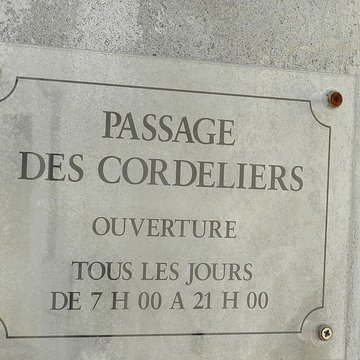 PASSAGE
DES CORDELIERS
OUVERTURE
TOUS LES JOURS
DE 7 H 00 A 21 H 00